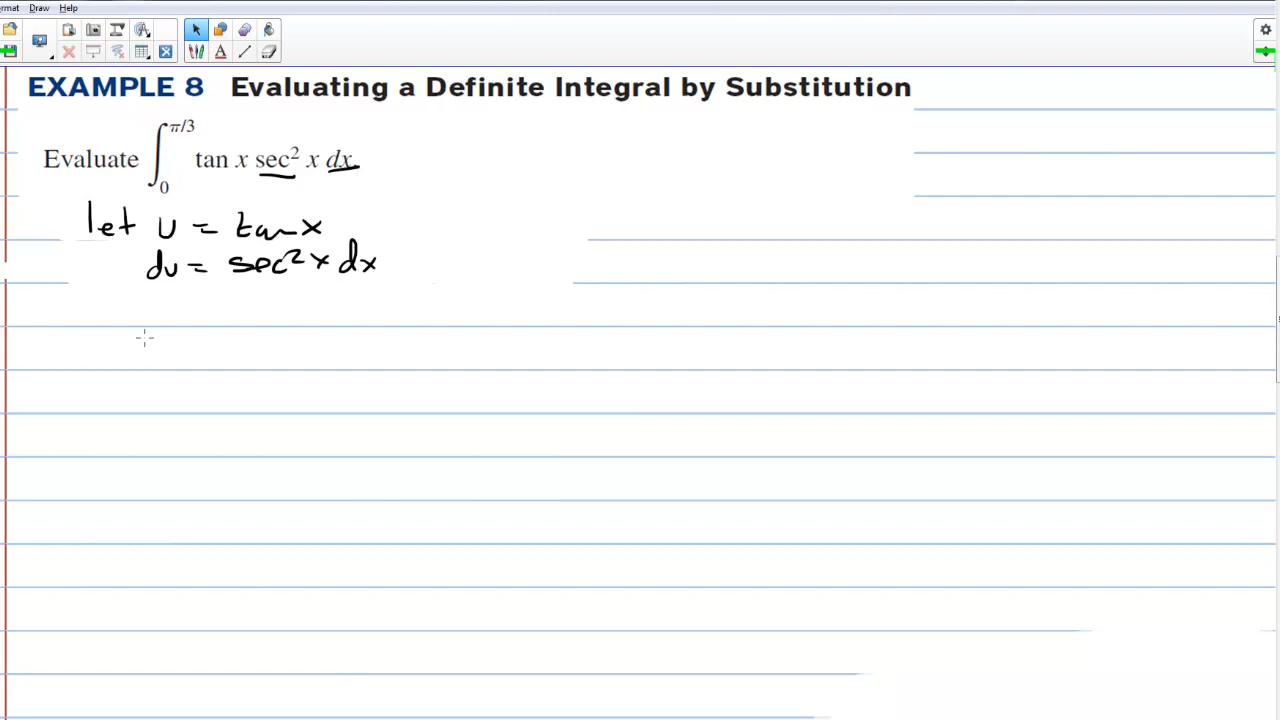 ormat Draw Help
EXAMPLE 8 Evaluating a Definite Integral by Substitution
Evaluate ∫₀^{π/3} tan x sec² x dx.
let u = tan x
du = sec² x dx